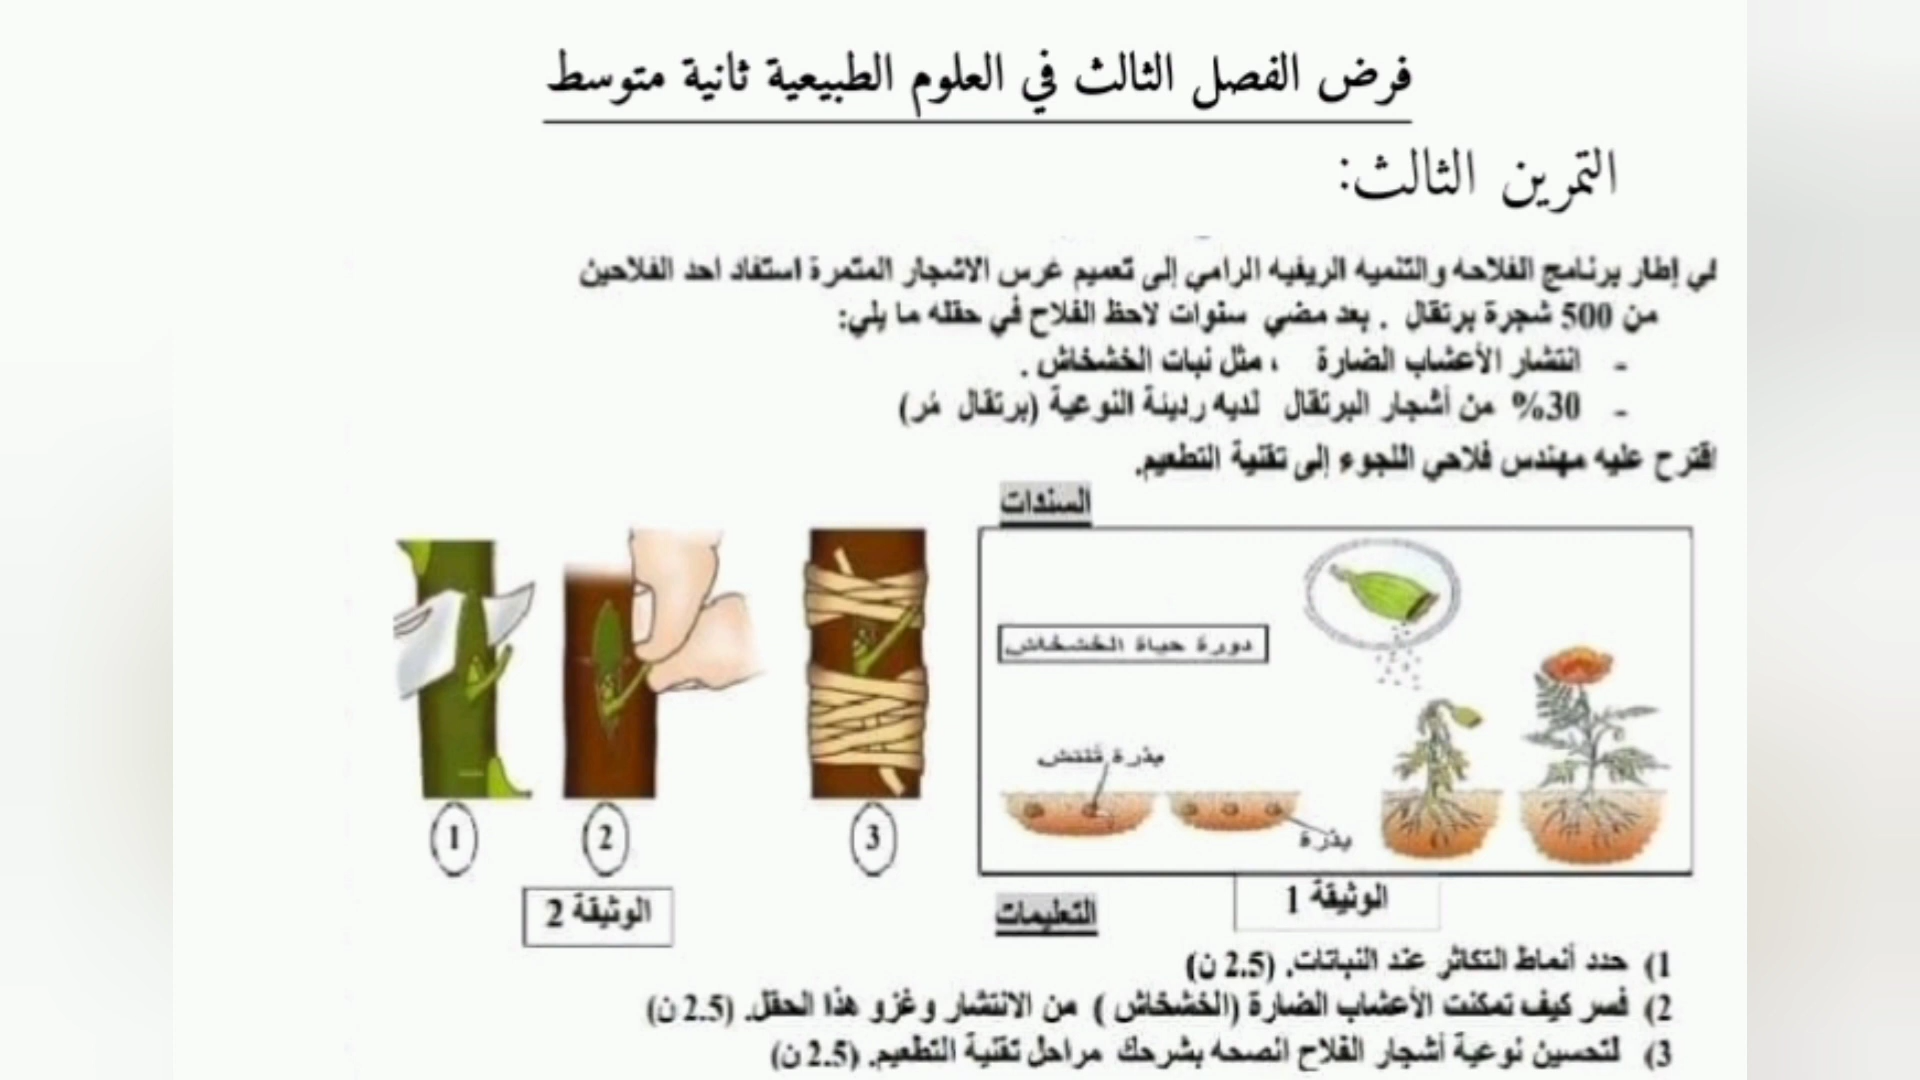 فرض الفصل الثالث في العلوم الطبيعية ثانية متوسط
التمرين الثالث:
في إطار برنامج الفلاحه والتنميه الريفيه الرامي إلى تعميم غرس الاشجار المثمرة استفاد احد الفلاحين
من 500 شجرة برتقال . بعد مضي سنوات لاحظ الفلاح في حقله ما يلي:
- انتشار الأعشاب الضارة ، مثل نبات الخشخاش .
- 30% من أشجار البرتقال لديه رديئة النوعية (برتقال مُر)
اقترح عليه مهندس فلاحي اللجوء إلى تقنية التطعيم.
السندات
دورة حياة الخشخاش
بذرة تنتش
بذرة
الوثيقة 1
1
2
3
الوثيقة 2
التعليمات
1) حدد أنماط التكاثر عند النباتات. (2.5 ن)
2) فسر كيف تمكنت الأعشاب الضارة (الخشخاش ) من الانتشار وغزو هذا الحقل. (2.5 ن)
3) لتحسين نوعية أشجار الفلاح انصحه بشرحك مراحل تقنية التطعيم. (2.5 ن)